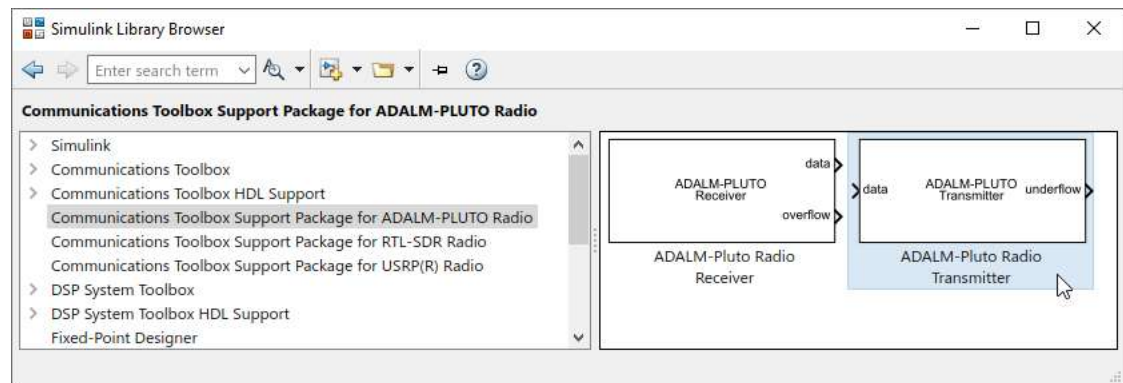 Simulink Library Browser
Enter search term
Communications Toolbox Support Package for ADALM-PLUTO Radio
> Simulink
> Communications Toolbox
> Communications Toolbox HDL Support
Communications Toolbox Support Package for ADALM-PLUTO Radio
Communications Toolbox Support Package for RTL-SDR Radio
Communications Toolbox Support Package for USRP(R) Radio
> DSP System Toolbox
> DSP System Toolbox HDL Support
Fixed-Point Designer
data
ADALM-PLUTO
Receiver
overflow
ADALM-Pluto Radio
Receiver
data
ADALM-PLUTO
Transmitter
underflow
ADALM-Pluto Radio
Transmitter